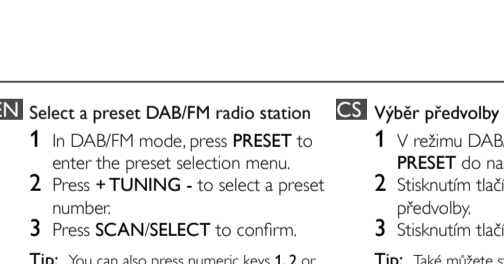 EN Select a preset DAB/FM radio station
1 In DAB/FM mode, press PRESET to
enter the preset selection menu.
2 Press + TUNING - to select a preset
number.
3 Press SCAN/SELECT to confirm.
Tip: You can also press numeric keys 1, 2 or
CS Výběr předvolby
1 V režimu DAB/
PRESET do na
2 Stisknutím tlačí
předvolby.
3 Stisknutím tlačí
Tip: Také můžete s